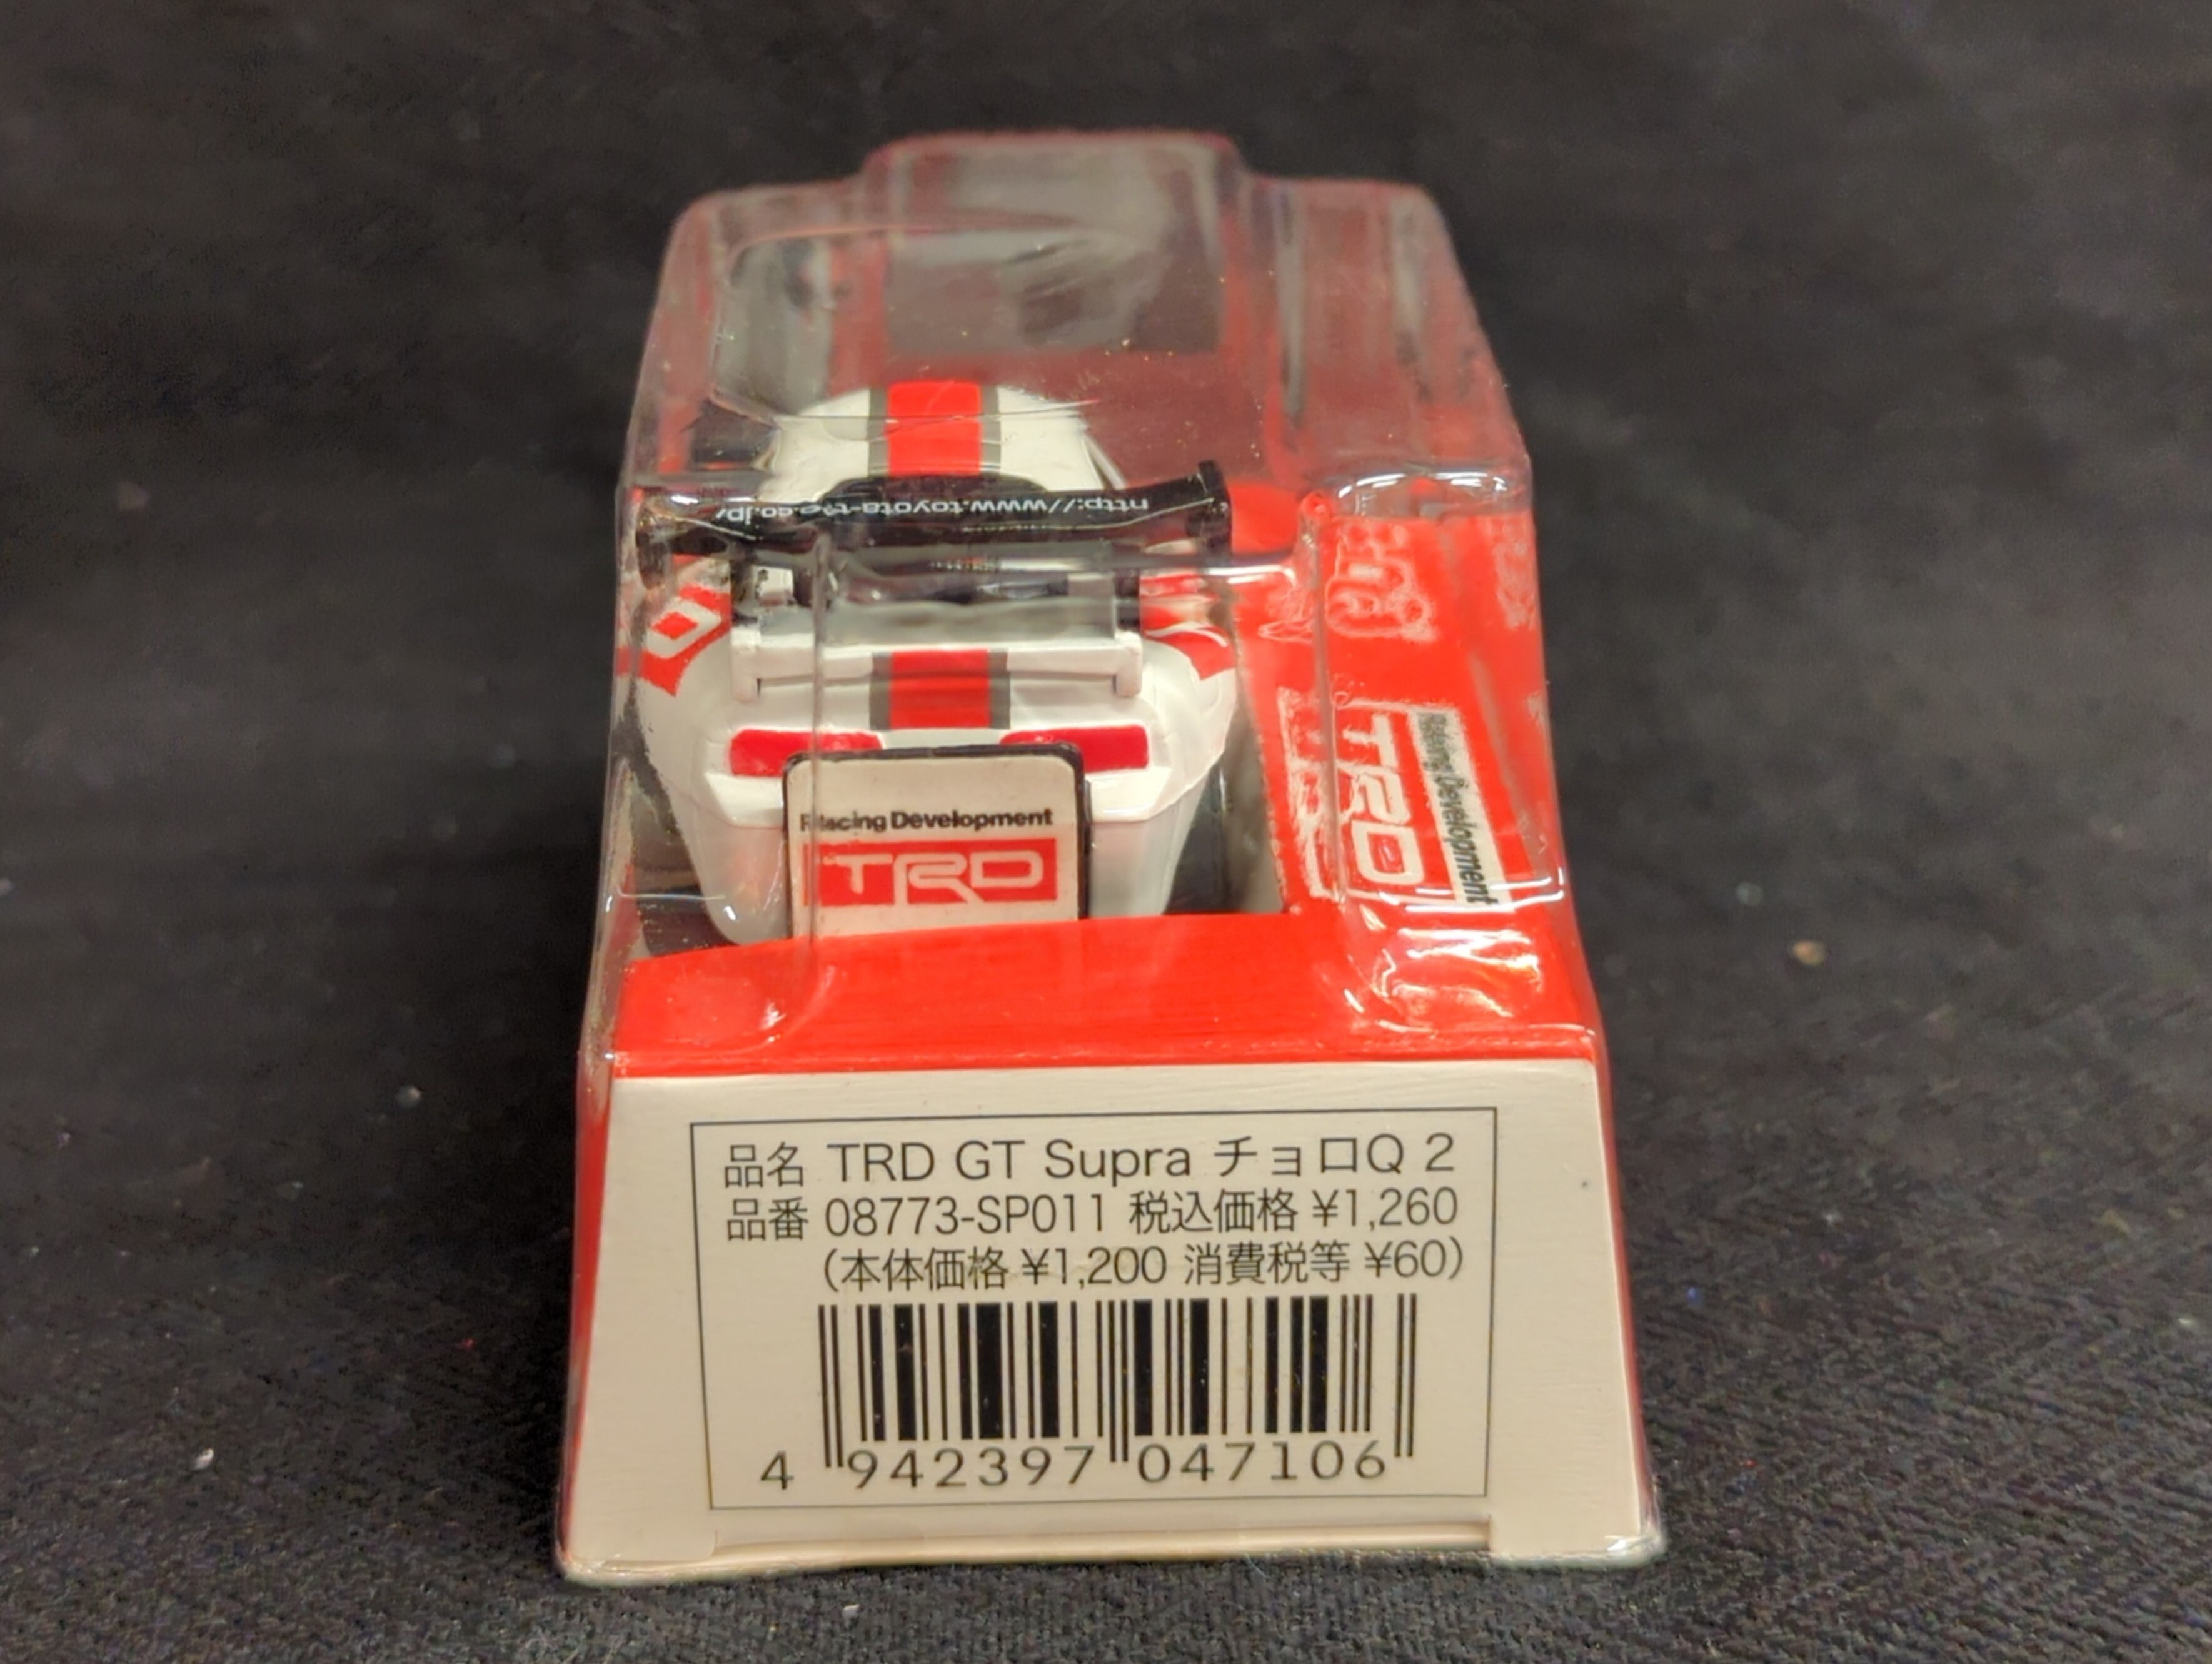 http://www.toyota-t
.co.jp/
Racing Development
TRD
Racing Development
TRD
品名 TRD GT Supra チョロQ 2
品番 08773-SP011 税込価格 ¥1,260
(本体価格 ¥1,200 消費税等 ¥60)
4 942397 047106